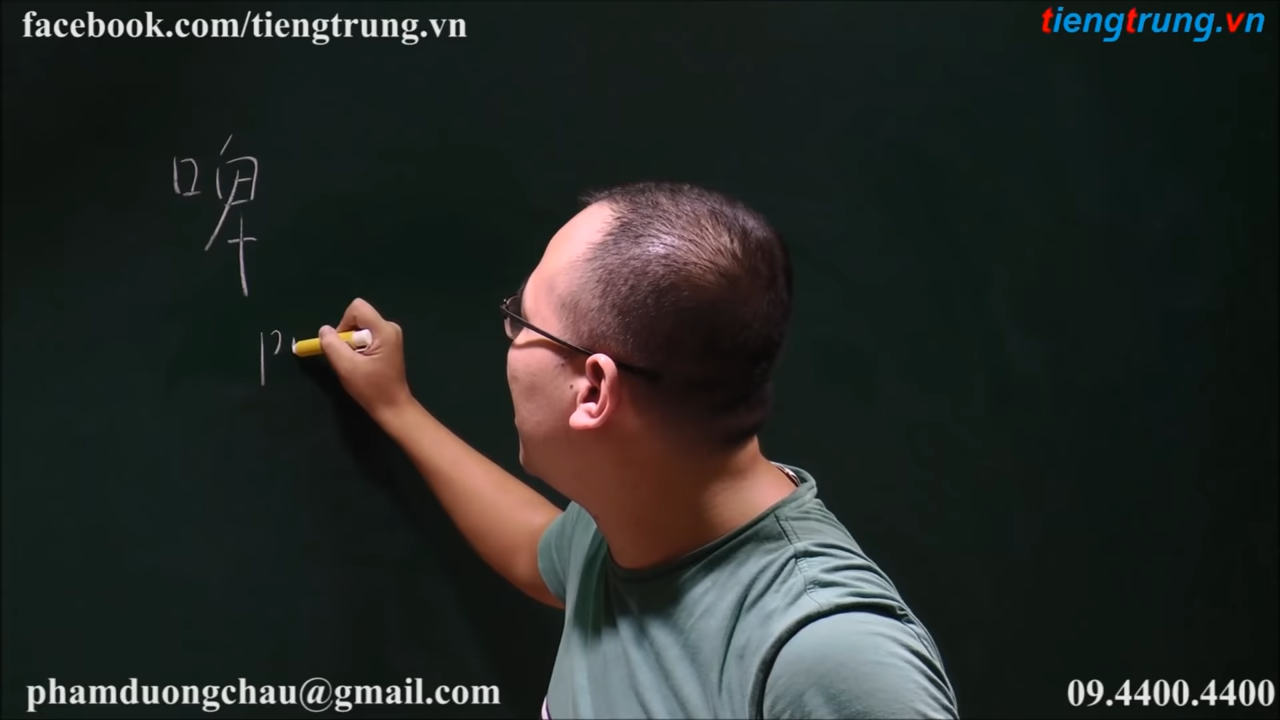 facebook.com/tiengtrung.vn
tiengtrung.vn
啤
p
phamduongchau@gmail.com
09.4400.4400